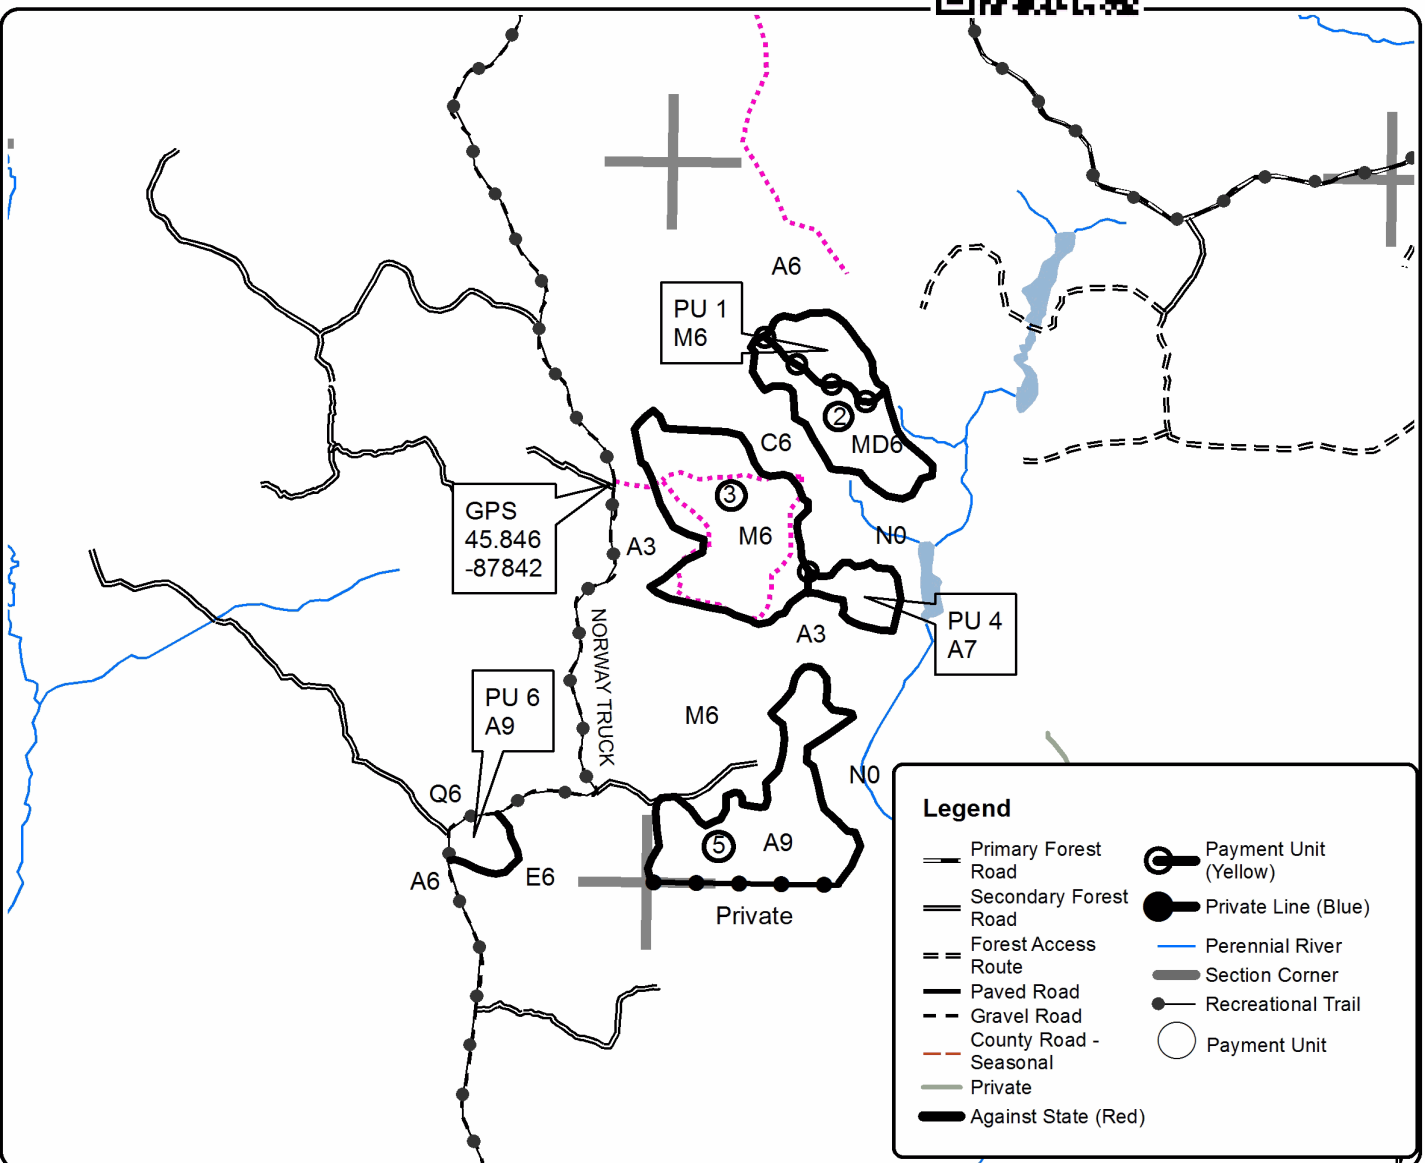 A6
PU 1
M6
2
C6
MD6
3
GPS
45.846
-87842
A3
M6
N0
NORWAY TRUCK
PU 4
A7
A3
PU 6
A9
M6
N0
Q6
5
A9
A6
E6
Private
Legend
Primary Forest
Road
Secondary Forest
Road
Forest Access
Route
Paved Road
Gravel Road
County Road -
Seasonal
Private
Against State (Red)
Payment Unit
(Yellow)
Private Line (Blue)
Perennial River
Section Corner
Recreational Trail
Payment Unit